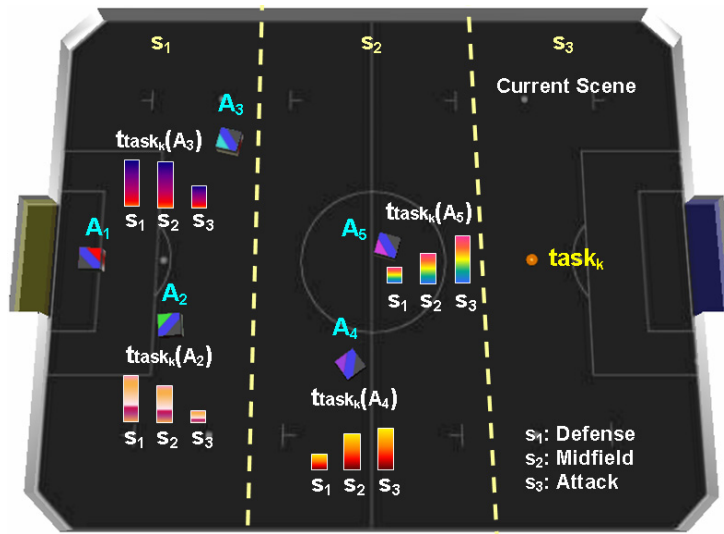 s₁ s₂ s₃
Current Scene
A₃
ttaskₖ(A₃)
s₁ s₂ s₃
A₁
A₂
ttaskₖ(A₂)
s₁ s₂ s₃
A₅
ttaskₖ(A₅)
s₁ s₂ s₃
taskₖ
A₄
ttaskₖ(A₄)
s₁ s₂ s₃
s₁: Defense
s₂: Midfield
s₃: Attack